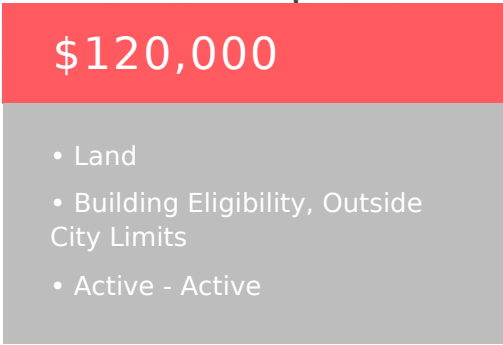 $120,000
• Land
• Building Eligibility, Outside
City Limits
• Active - Active